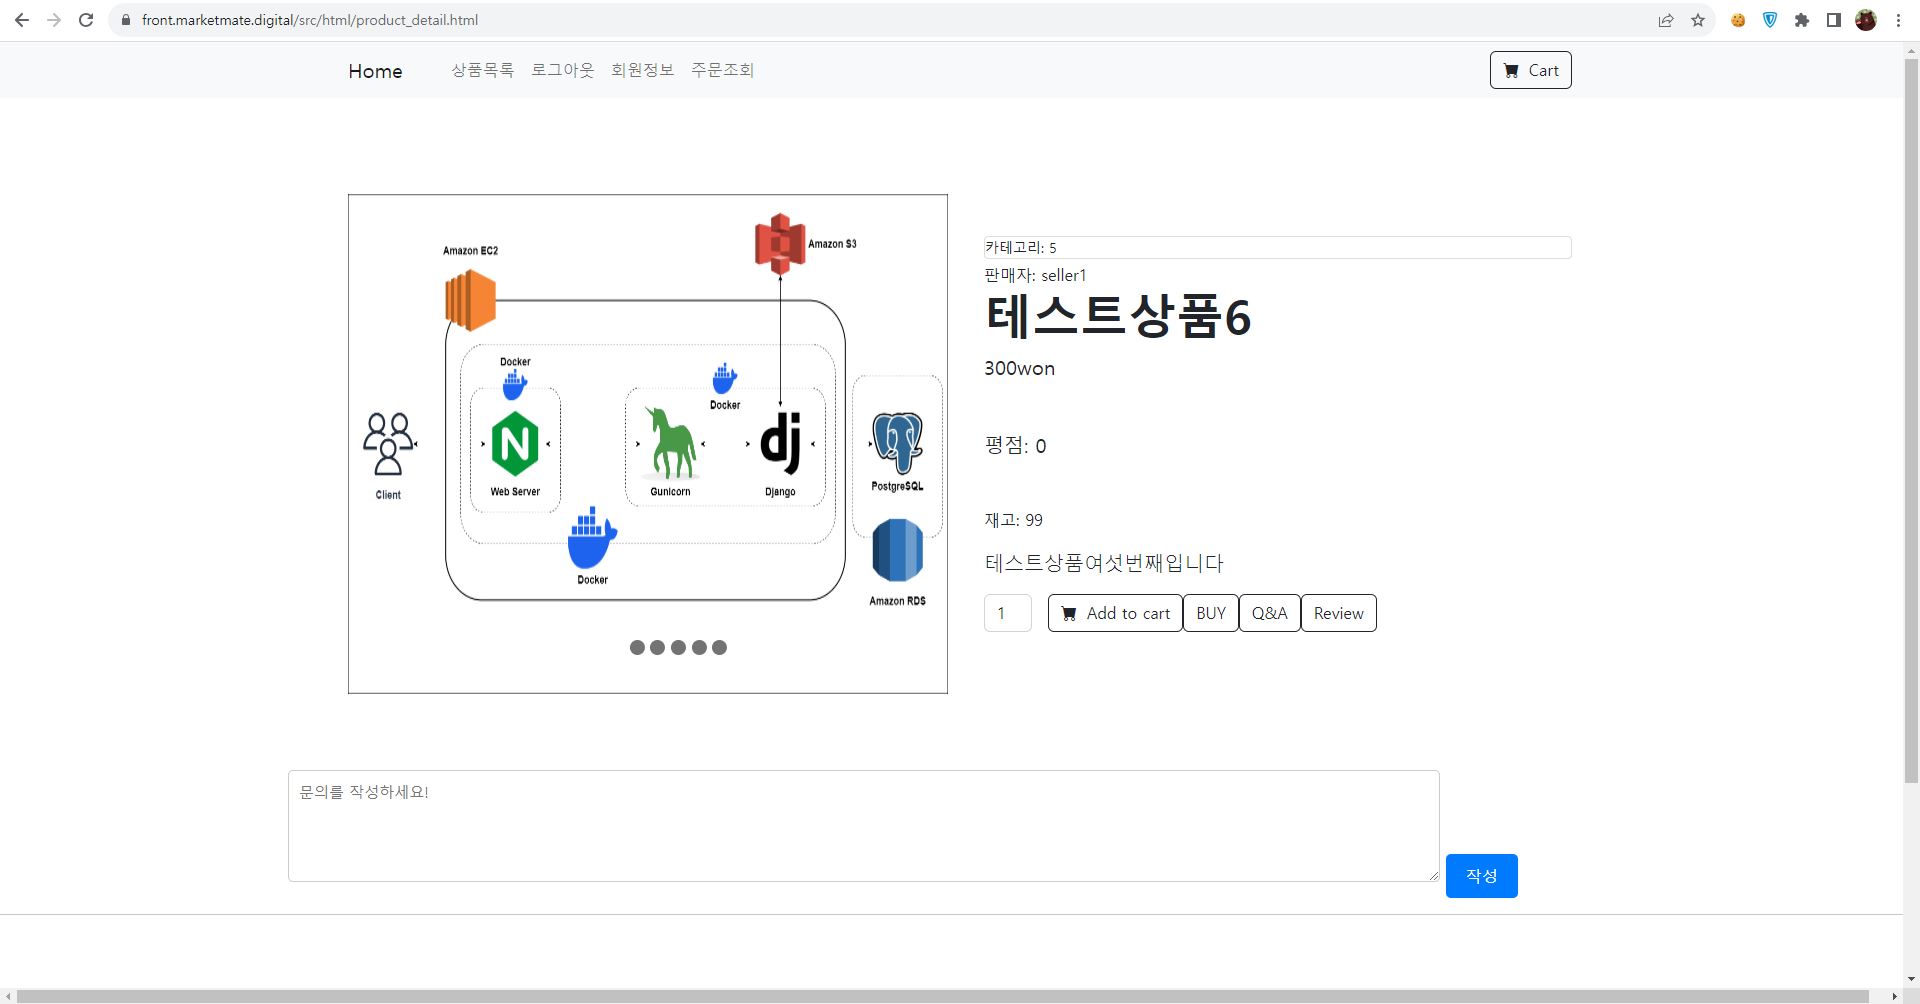 front.marketmate.digital/src/html/product_detail.html
Home 상품목록 로그아웃 회원정보 주문조회 Cart
Amazon EC2
Amazon S3
Docker
Docker
Client
Web Server
Gunicorn
dj
Django
PostgreSQL
Docker
Amazon RDS
카테고리: 5
판매자: seller1
테스트상품6
300won
평점: 0
재고: 99
테스트상품여섯번째입니다
1 Add to cart BUY Q&A Review
문의를 작성하세요!
작성